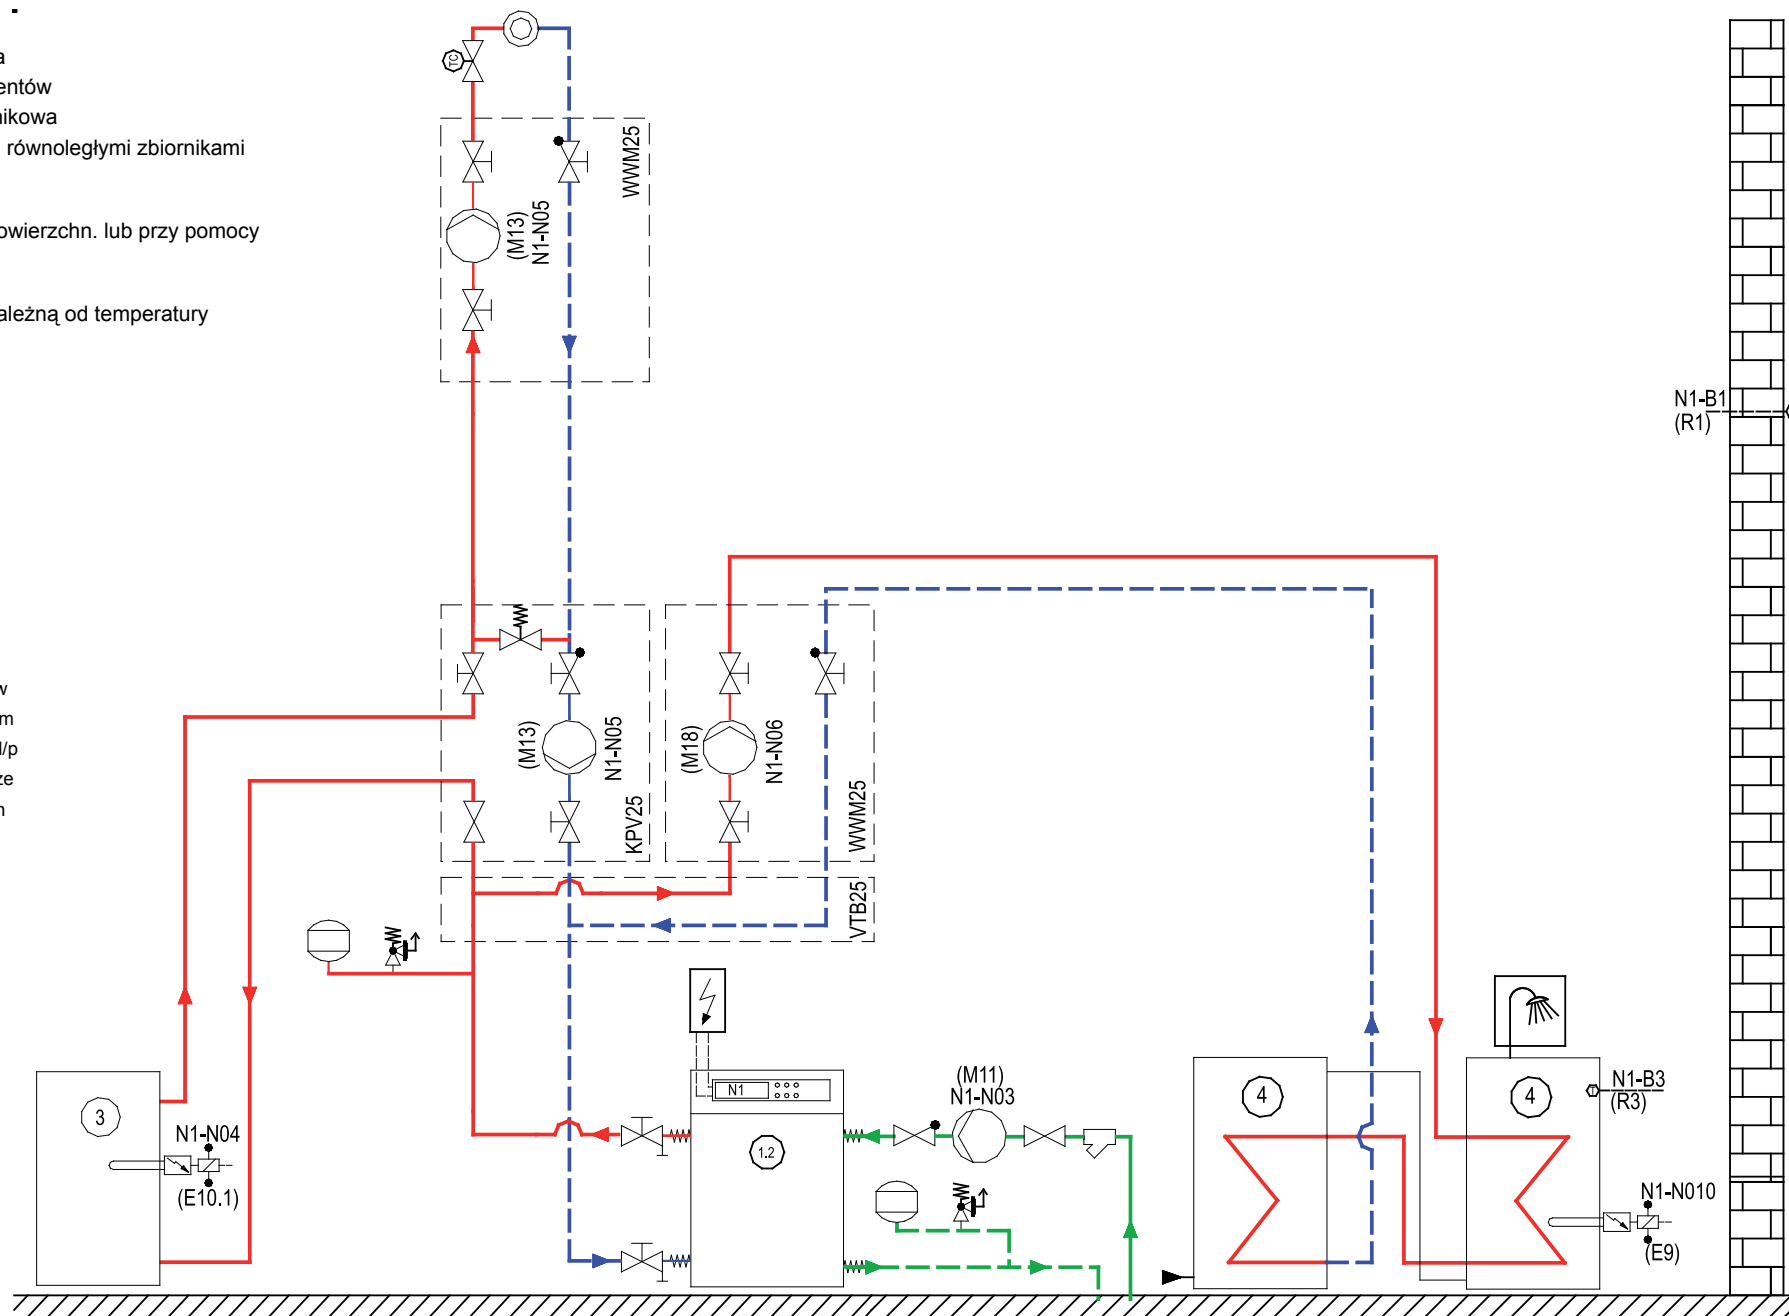 a
entów
nikowa
równoległymi zbiornikami
owierzchn. lub przy pomocy
ależną od temperatury
w
m
l/p
ze
n
TC
WWM25
(M13)
N1-N05
N1-B1
(R1)
(M13)
N1-N05
KPV25
(M18)
N1-N06
WWM25
VTB25
N1
(M11)
N1-N03
1.2
3
N1-N04
(E10.1)
4
4
T
N1-B3
(R3)
N1-N010
(E9)